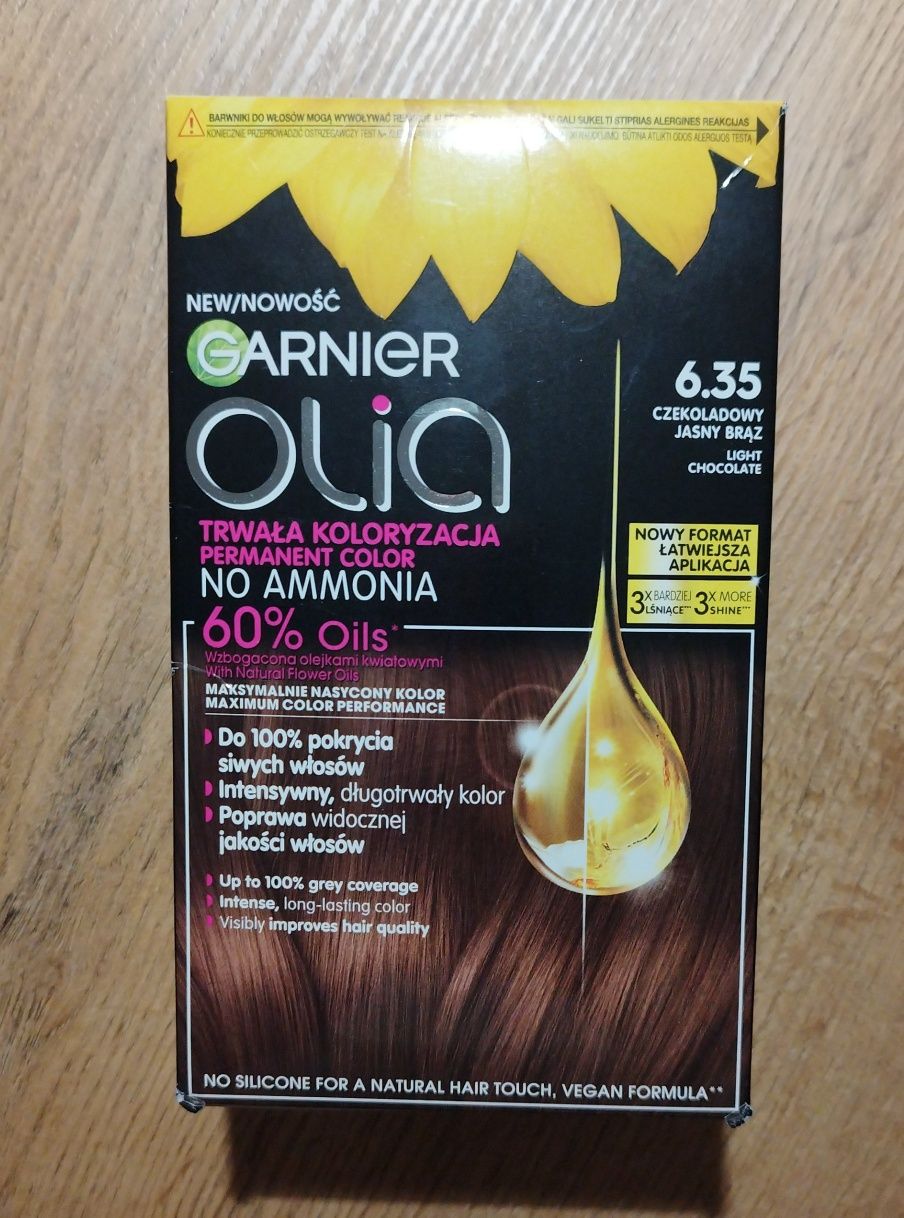 BARWNIKI DO WŁOSÓW MOGĄ WYWOŁYWAĆ GALI SUKELTI STIPRIAS ALERGINES REAKCIJAS
KONIECZNIE PRZEPROWADZIĆ OSTRZEGAWCZY TEST BŪTINA ATLIKTI ODOS ALERGIJOS TESTĄ
NEW/NOWOŚĆ
GARNIER
OLIA
6.35
CZEKOLADOWY
JASNY BRĄZ
LIGHT
CHOCOLATE
TRWAŁA KOLORYZACJA
PERMANENT COLOR
NO AMMONIA
NOWY FORMAT
ŁATWIEJSZA
APLIKACJA
3X BARDZIEJ LŚNIĄCE*** 3X MORE SHINE***
60% Oils*
Wzbogacona olejkami kwiatowymi
With Natural Flower Oils
MAKSYMALNIE NASYCONY KOLOR
MAXIMUM COLOR PERFORMANCE
Do 100% pokrycia
siwych włosów
Intensywny, długotrwały kolor
Poprawa widocznej
jakości włosów
Up to 100% grey coverage
Intense, long-lasting color
Visibly improves hair quality
NO SILICONE FOR A NATURAL HAIR TOUCH, VEGAN FORMULA**